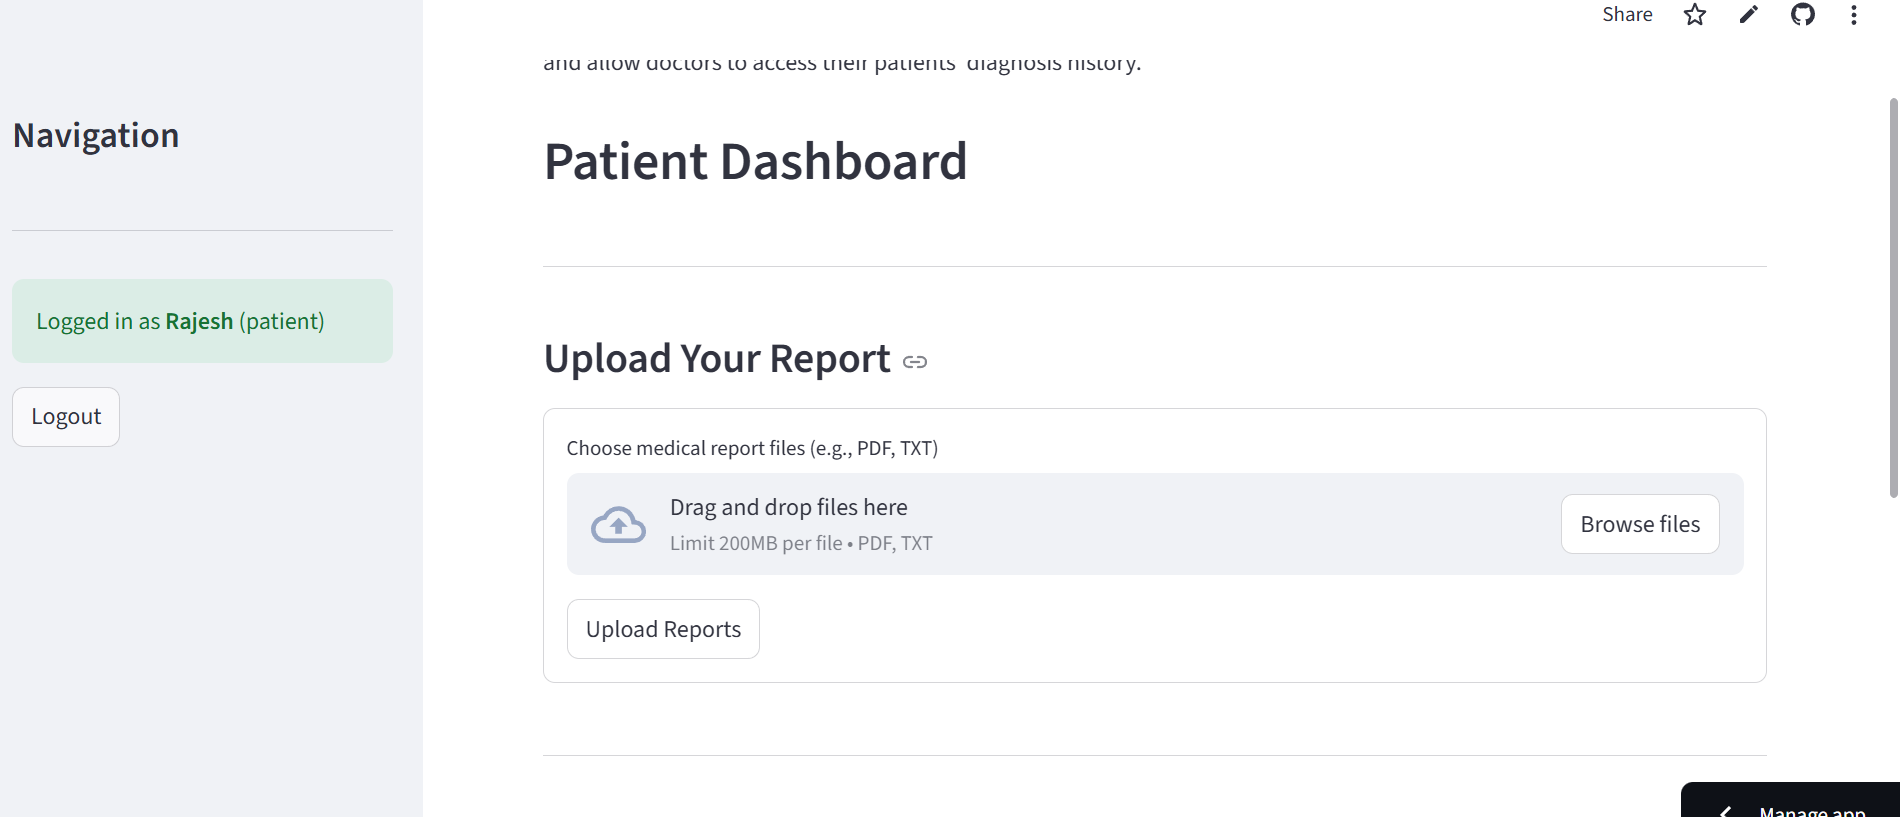 Share
and allow doctors to access their patients' diagnosis history.
Navigation
Patient Dashboard
Logged in as Rajesh (patient)
Logout
Upload Your Report
Choose medical report files (e.g., PDF, TXT)
Drag and drop files here
Limit 200MB per file • PDF, TXT
Browse files
Upload Reports
Manage app